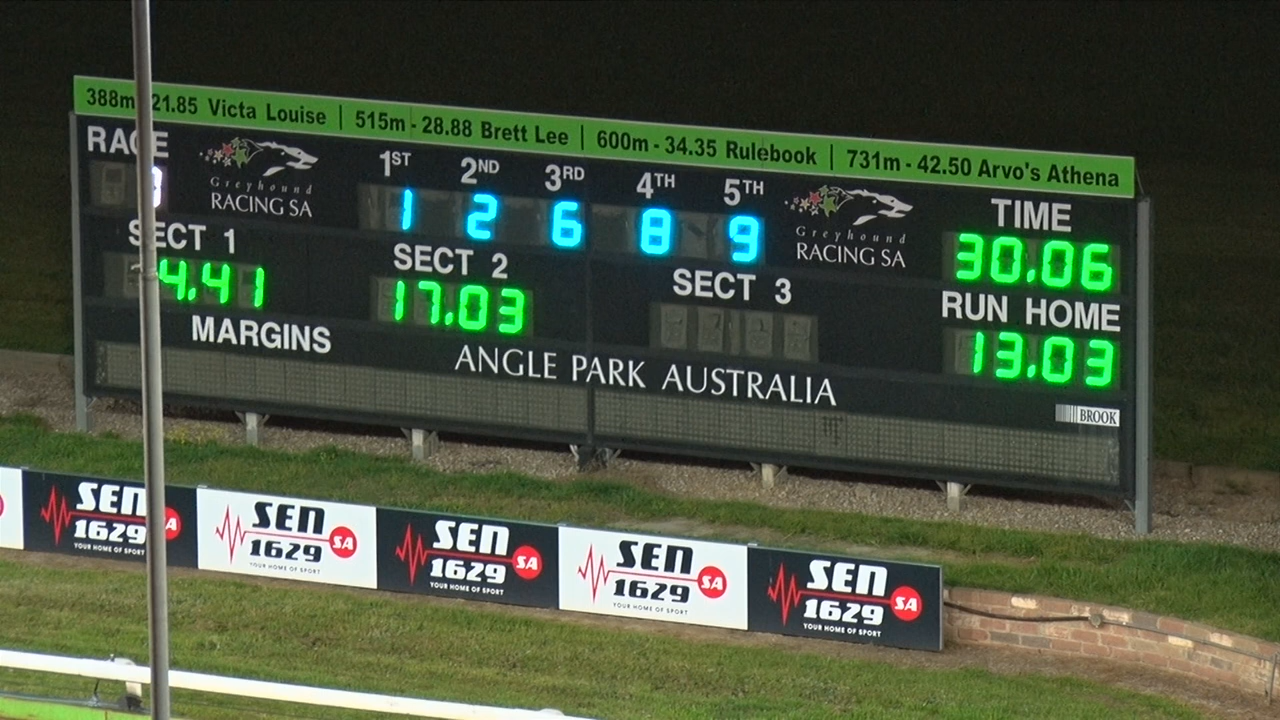 388m 21.85 Victa Louise | 515m - 28.88 Brett Lee | 600m - 34.35 Rulebook | 731m - 42.50 Arvo's Athena
RACE
Greyhound
RACING SA
1ST 2ND 3RD 4TH 5TH
1 2 6 8 9
Greyhound
RACING SA
TIME
30.06
SECT 1
4.41
SECT 2
17.03
SECT 3
RUN HOME
13.03
MARGINS
ANGLE PARK AUSTRALIA
BROOK
SEN
1629
YOUR HOME OF SPORT
SEN
1629 SA
YOUR HOME OF SPORT
SEN
1629 SA
YOUR HOME OF SPORT
SEN
1629 SA
YOUR HOME OF SPORT
SEN
1629 SA
YOUR HOME OF SPORT